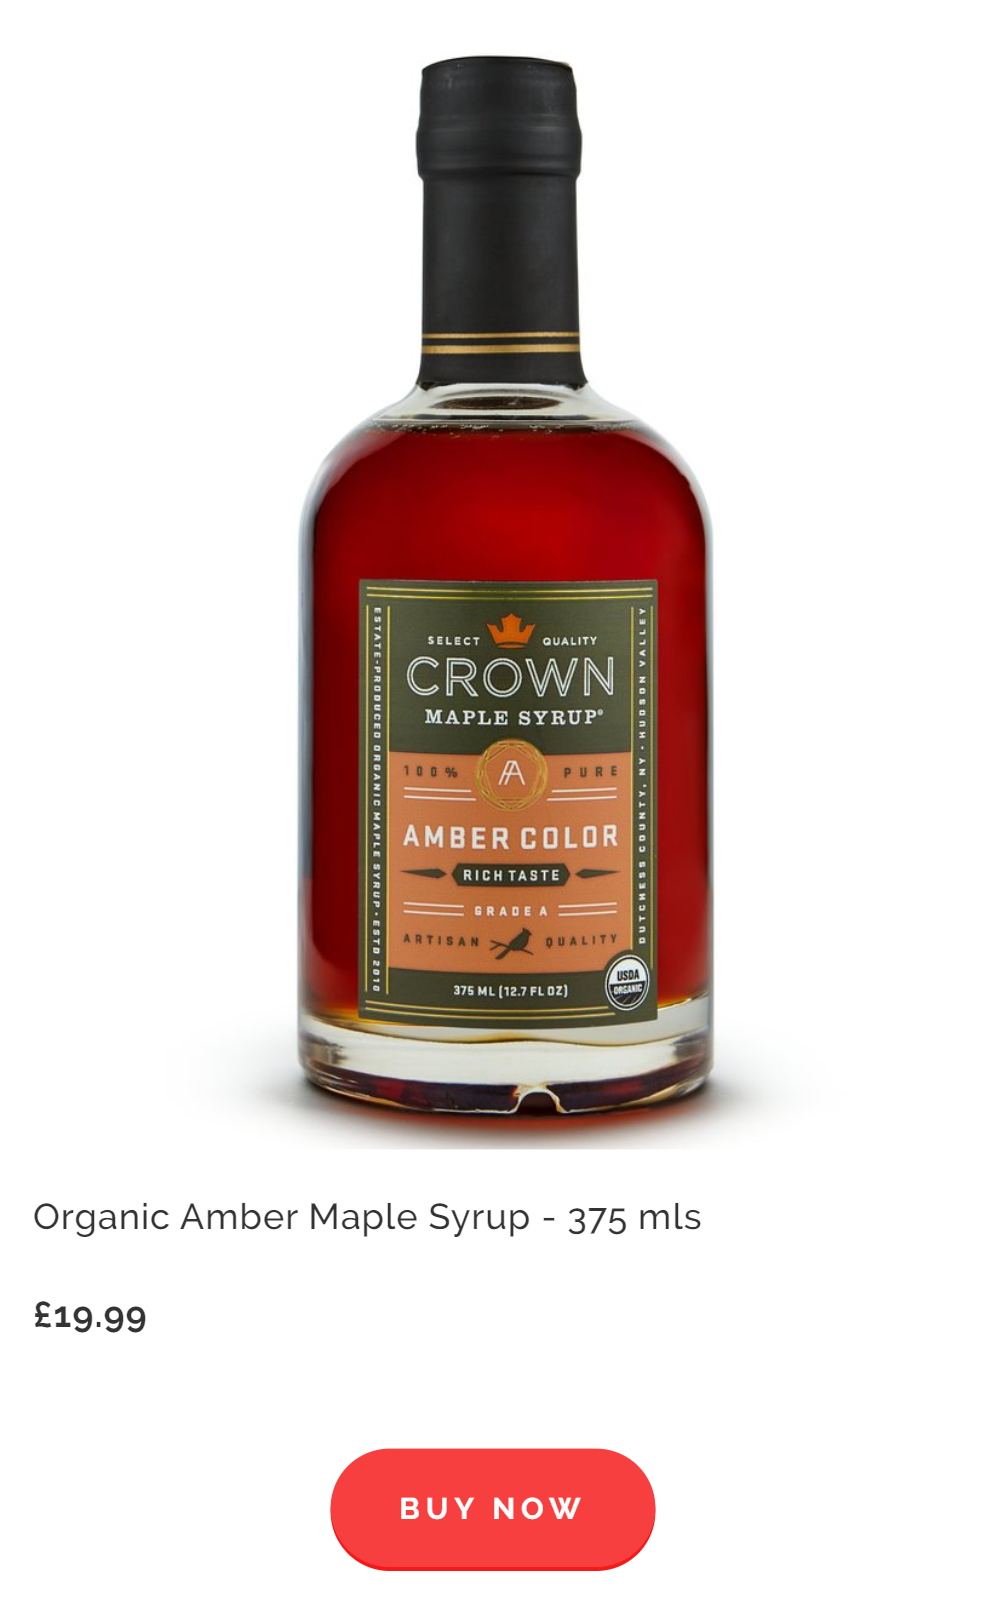 SELECT QUALITY
CROWN
MAPLE SYRUP®
100% PURE
AMBER COLOR
RICH TASTE
GRADE A
ARTISAN QUALITY
375 ML (12.7 FL OZ)
USDA
ORGANIC
ESTATE-PRODUCED ORGANIC MAPLE SYRUP • ESTD 2010
DUTCHESS COUNTY, NY • HUDSON VALLEY
Organic Amber Maple Syrup - 375 mls
£19.99
BUY NOW